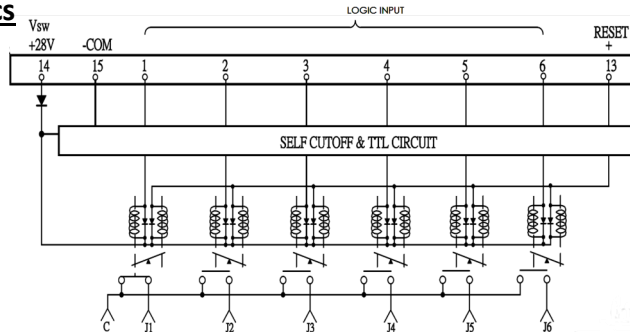 cs
LOGIC INPUT
Vsw
+28V
-COM
RESET
+
14 15 1 2 3 4 5 6 13
SELF CUTOFF & TTL CIRCUIT
C J1 J2 J3 J4 J5 J6